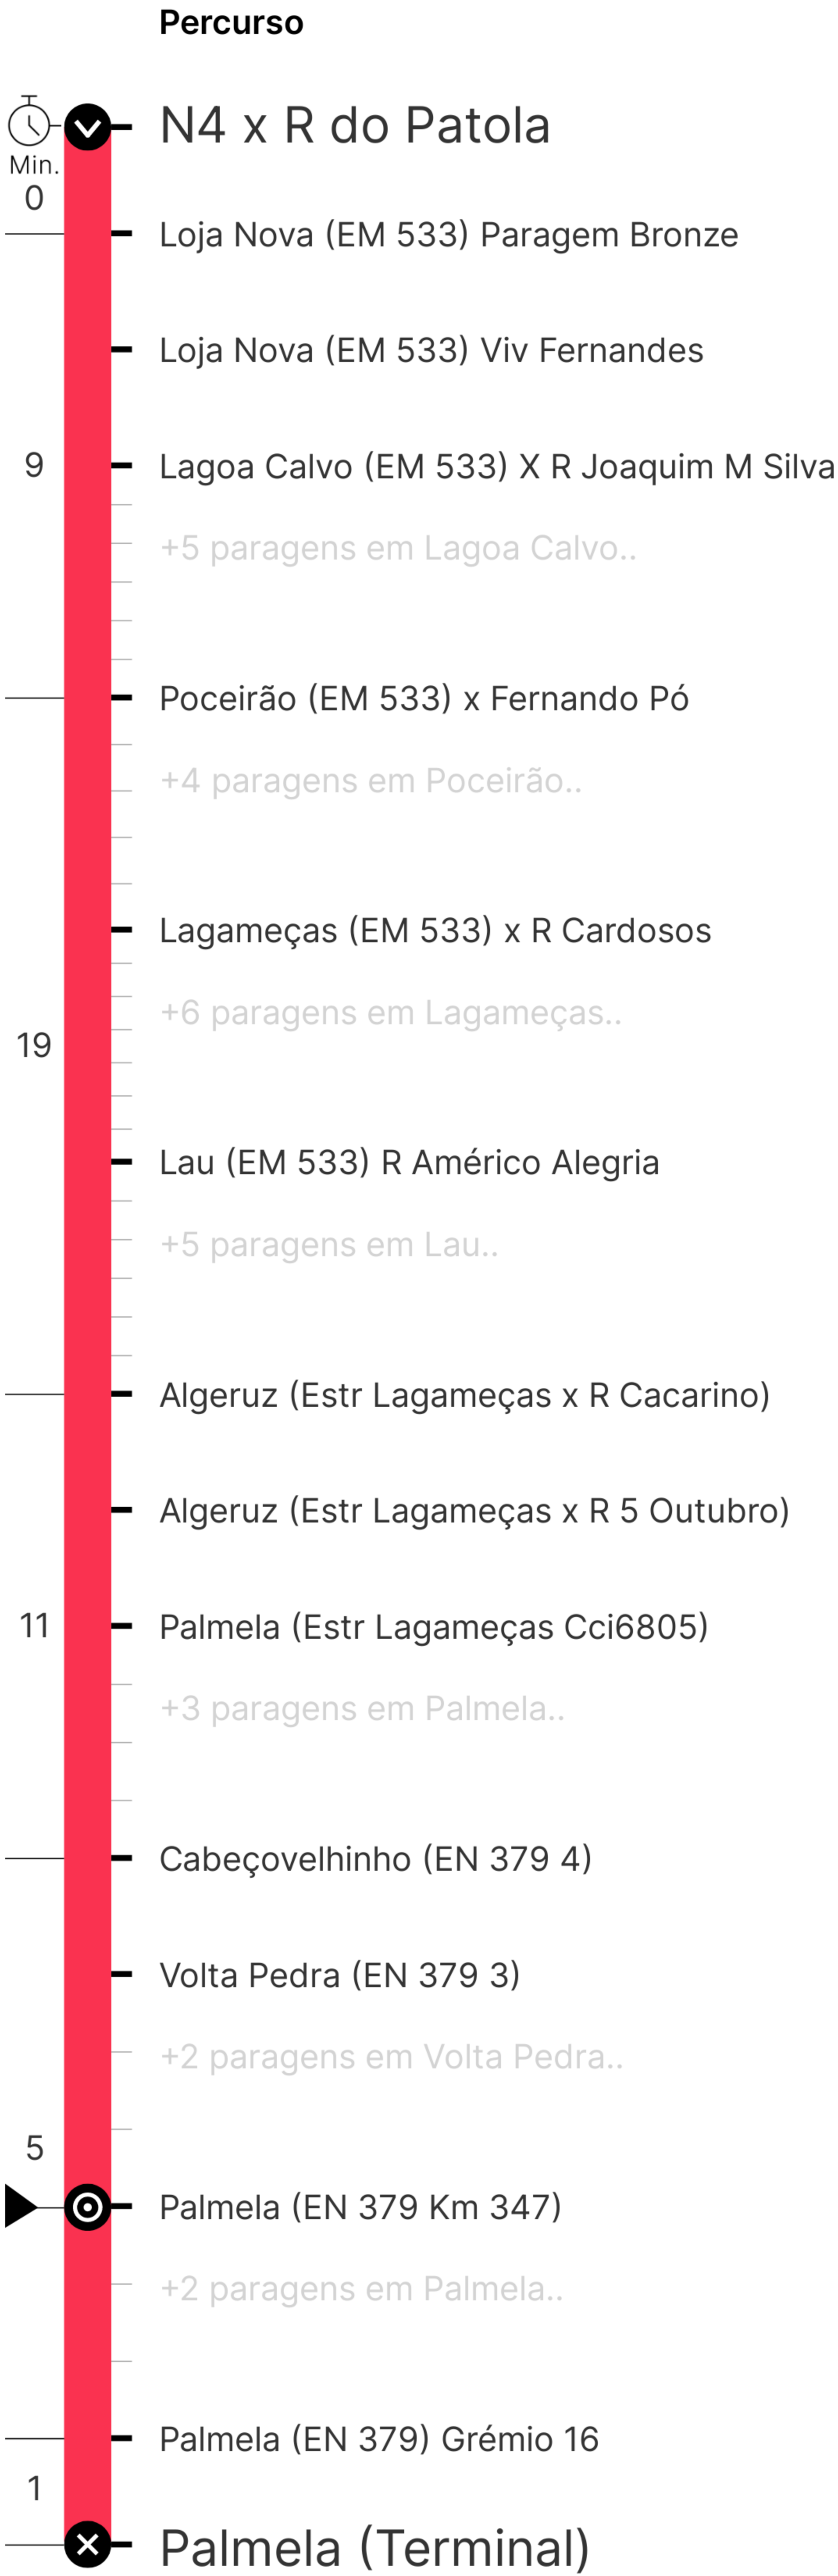 Percurso
N4 x R do Patola
Min.
0
Loja Nova (EM 533) Paragem Bronze
Loja Nova (EM 533) Viv Fernandes
9
Lagoa Calvo (EM 533) X R Joaquim M Silva
+5 paragens em Lagoa Calvo..
Poceirão (EM 533) x Fernando Pó
+4 paragens em Poceirão..
Lagameças (EM 533) x R Cardosos
+6 paragens em Lagameças..
19
Lau (EM 533) R Américo Alegria
+5 paragens em Lau..
Algeruz (Estr Lagameças x R Cacarino)
Algeruz (Estr Lagameças x R 5 Outubro)
11
Palmela (Estr Lagameças Cci6805)
+3 paragens em Palmela..
Cabeçovelhinho (EN 379 4)
Volta Pedra (EN 379 3)
+2 paragens em Volta Pedra..
5
Palmela (EN 379 Km 347)
+2 paragens em Palmela..
Palmela (EN 379) Grémio 16
1
Palmela (Terminal)